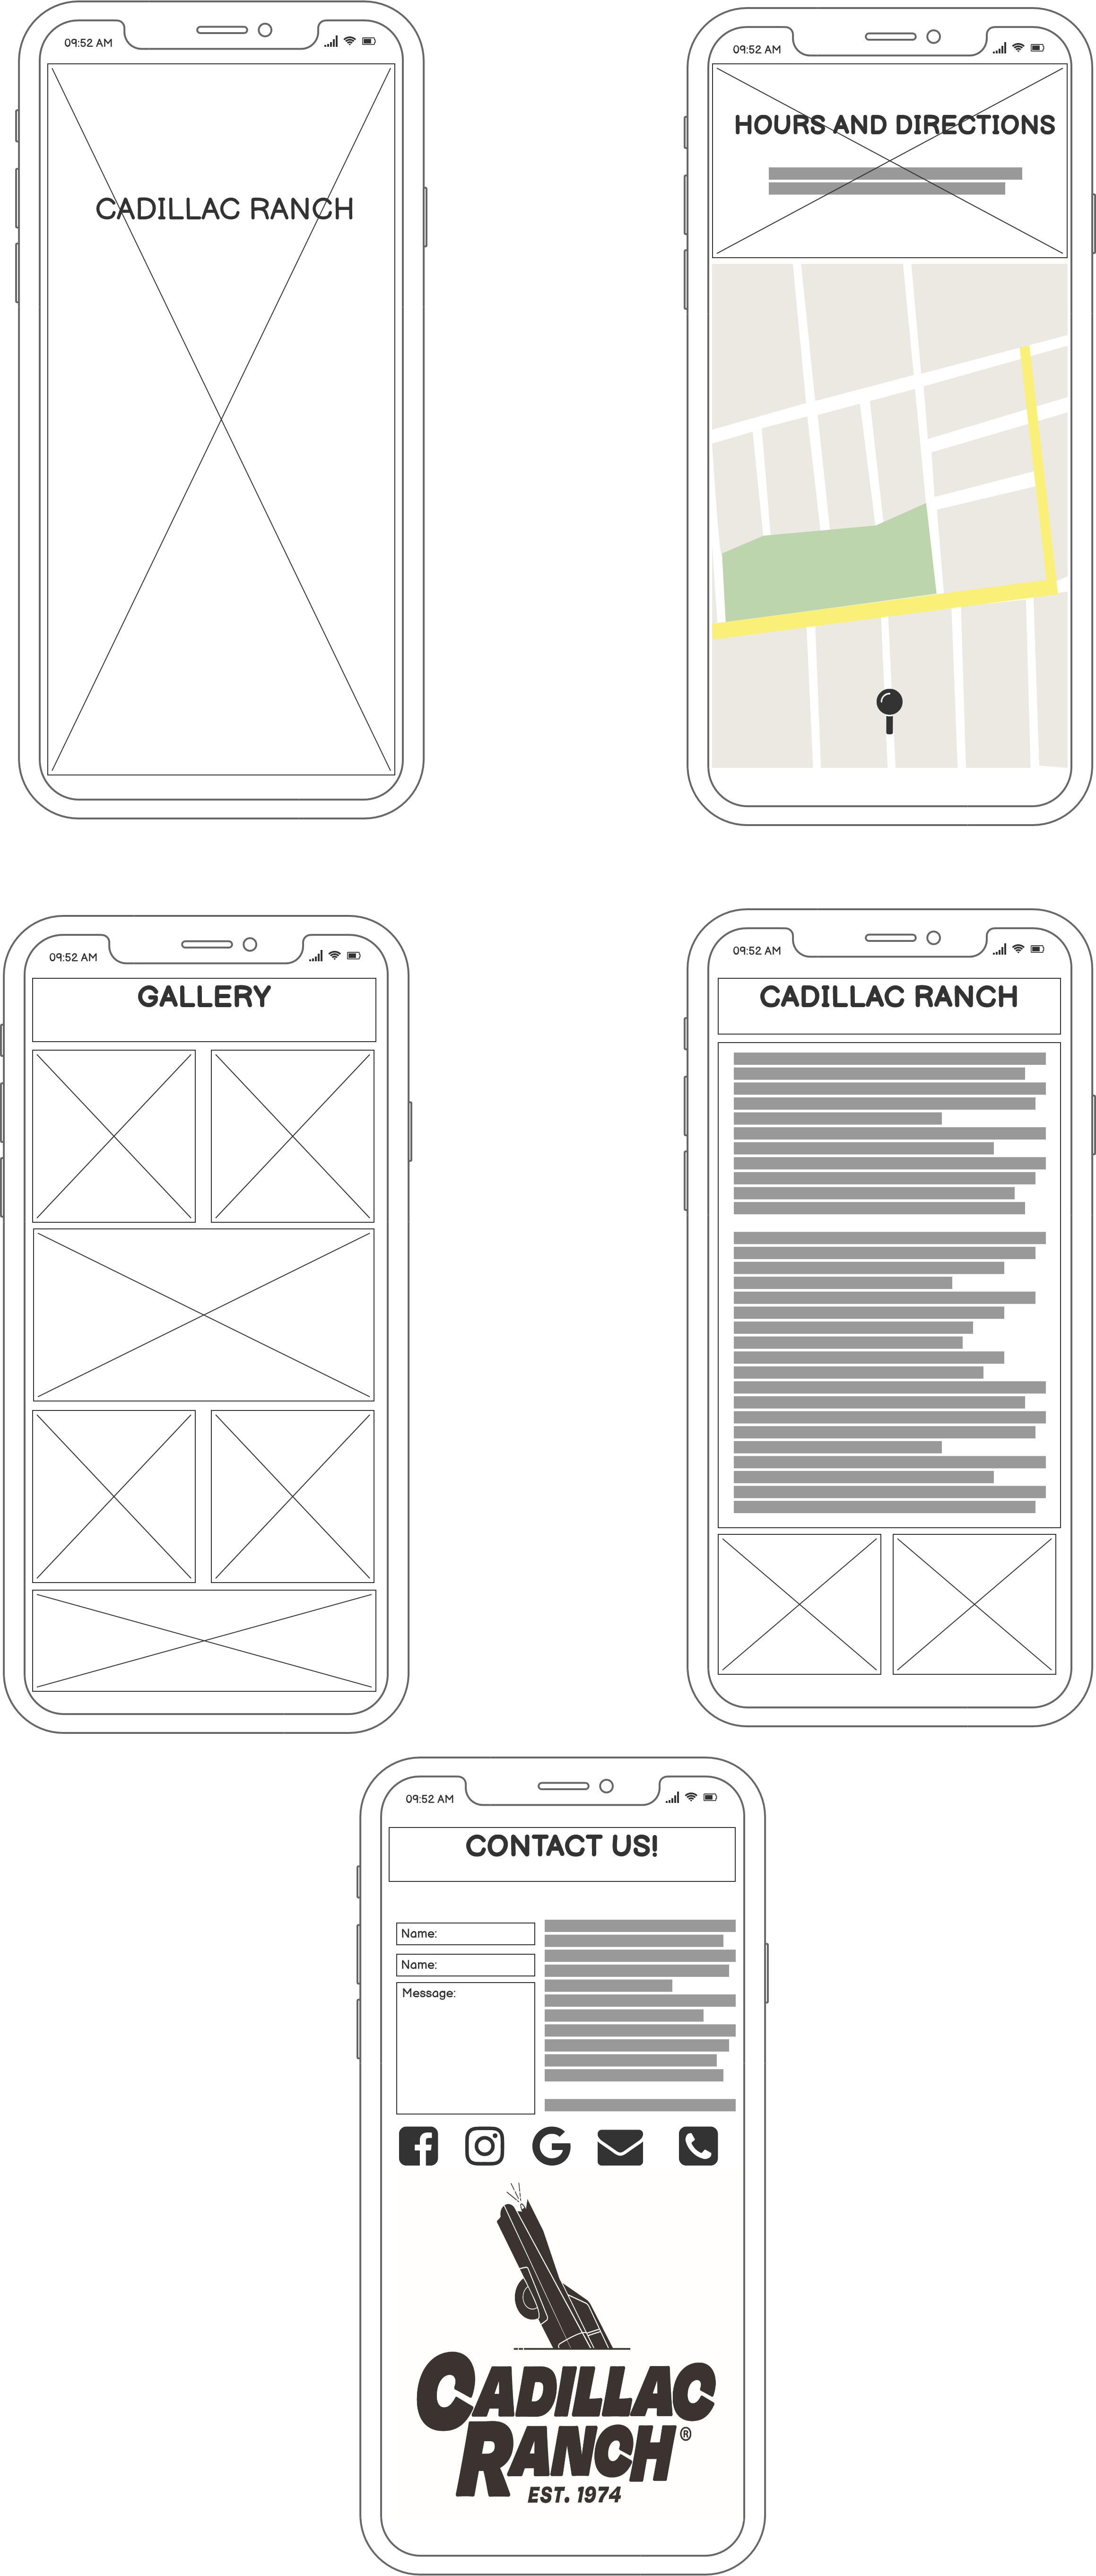 09:52 AM
CADILLAC RANCH
09:52 AM
HOURS AND DIRECTIONS
09:52 AM
GALLERY
09:52 AM
CADILLAC RANCH
09:52 AM
CONTACT US!
Name:
Name:
Message:
CADILLAC
RANCH®
EST. 1974